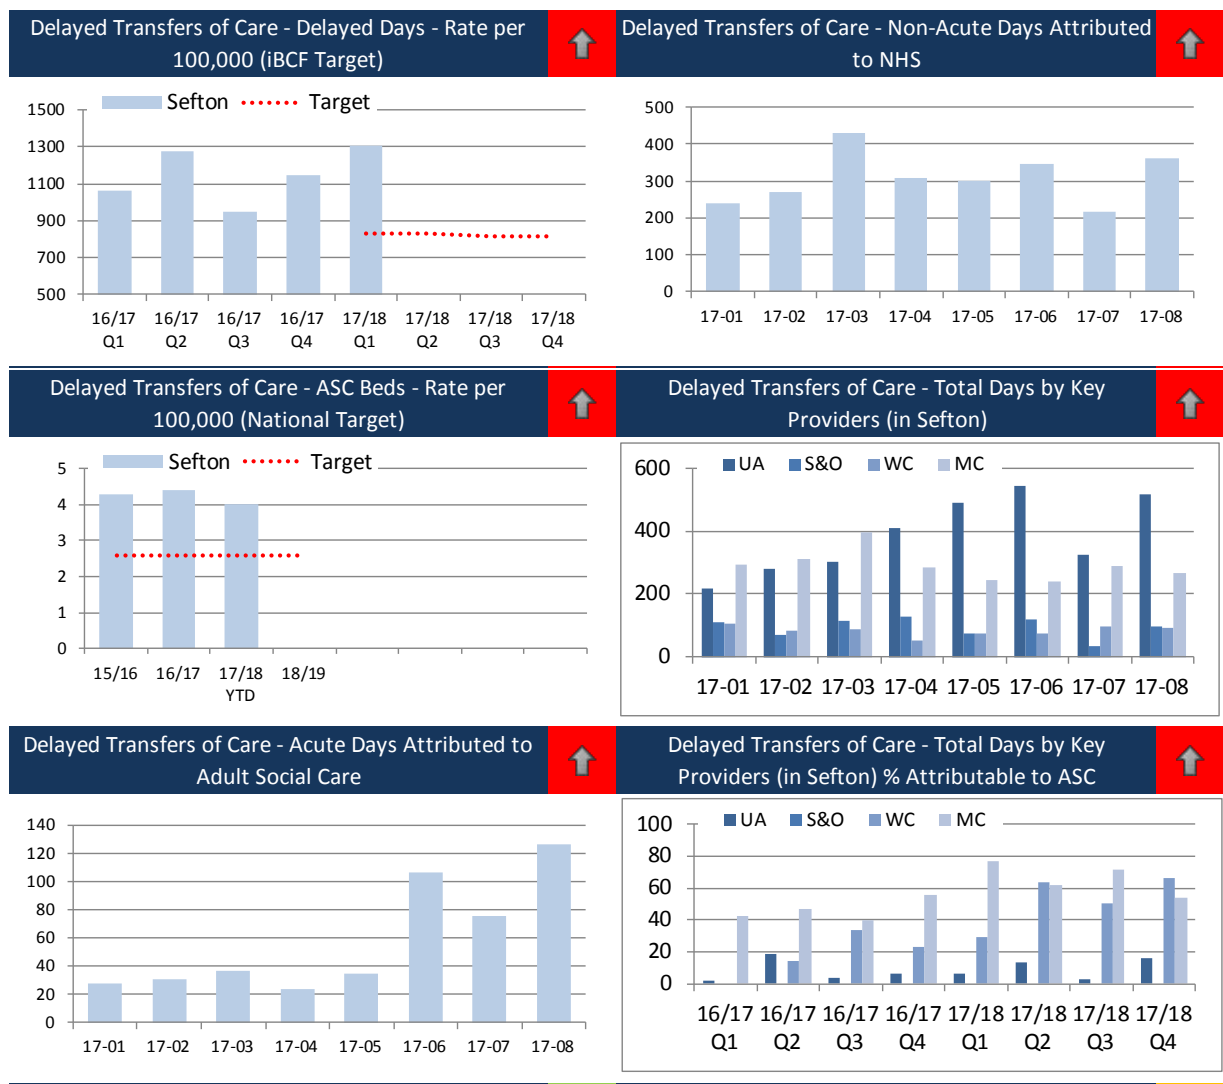 Delayed Transfers of Care - Delayed Days - Rate per
100,000 (iBCF Target)
Sefton Target
1500
1300
1100
900
700
500
16/17 16/17 16/17 16/17 17/18 17/18 17/18 17/18
Q1 Q2 Q3 Q4 Q1 Q2 Q3 Q4
Delayed Transfers of Care - Non-Acute Days Attributed
to NHS
500
400
300
200
100
0
17-01 17-02 17-03 17-04 17-05 17-06 17-07 17-08
Delayed Transfers of Care - ASC Beds - Rate per
100,000 (National Target)
Sefton Target
5
4
3
2
1
0
15/16 16/17 17/18 18/19
YTD
Delayed Transfers of Care - Total Days by Key
Providers (in Sefton)
UA S&O WC MC
600
400
200
0
17-01 17-02 17-03 17-04 17-05 17-06 17-07 17-08
Delayed Transfers of Care - Acute Days Attributed to
Adult Social Care
140
120
100
80
60
40
20
0
17-01 17-02 17-03 17-04 17-05 17-06 17-07 17-08
Delayed Transfers of Care - Total Days by Key
Providers (in Sefton) % Attributable to ASC
UA S&O WC MC
100
80
60
40
20
0
16/17 16/17 16/17 16/17 17/18 17/18 17/18 17/18
Q1 Q2 Q3 Q4 Q1 Q2 Q3 Q4